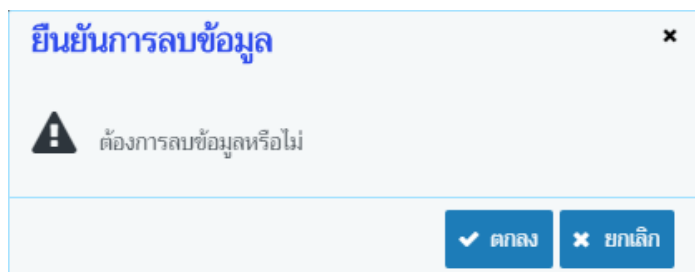 ยืนยันการลบข้อมูล
ต้องการลบข้อมูลหรือไม่
ตกลง ยกเลิก